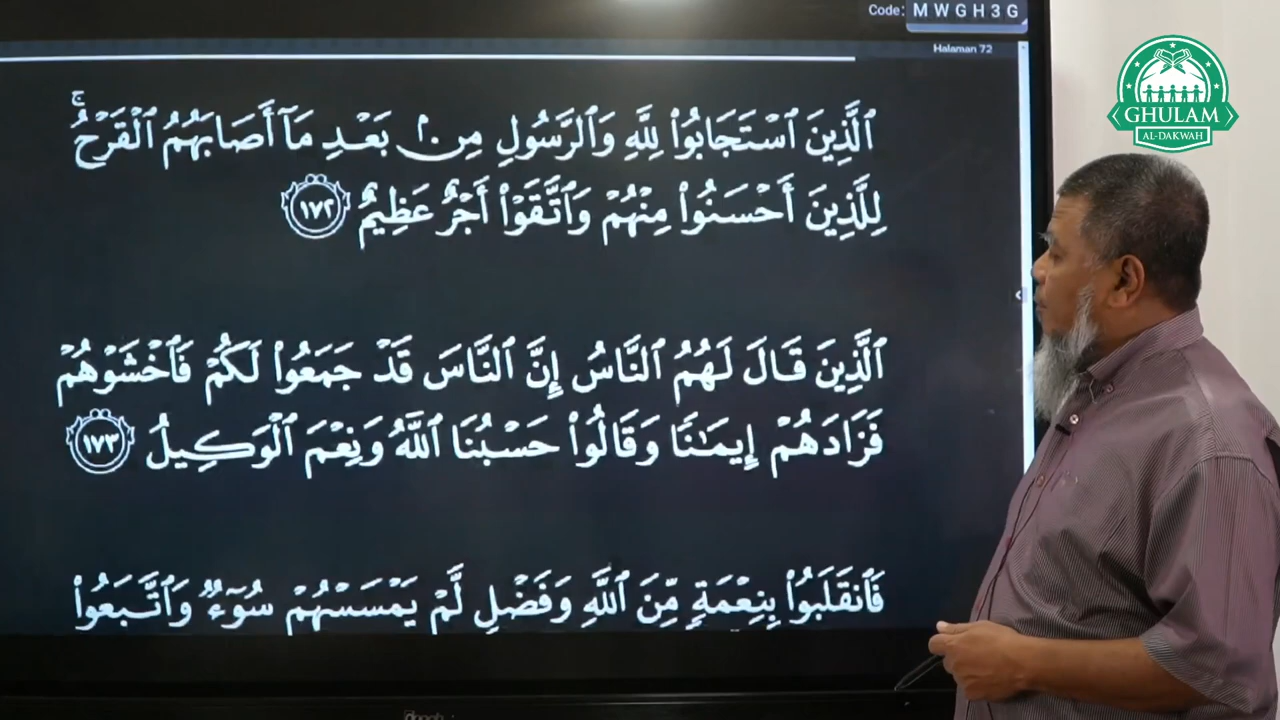 Code: MWGH3G
Halaman 72
GHULAM
AL-DAKWAH
ٱلَّذِينَ ٱسْتَجَابُوا۟ لِلَّهِ وَٱلرَّسُولِ مِنۢ بَعْدِ مَآ أَصَابَهُمُ ٱلْقَرْحُ ۚ
لِلَّذِينَ أَحْسَنُوا۟ مِنْهُمْ وَٱتَّقَوْا۟ أَجْرٌ عَظِيمٌ ١٧٢
ٱلَّذِينَ قَالَ لَهُمُ ٱلنَّاسُ إِنَّ ٱلنَّاسَ قَدْ جَمَعُوا۟ لَكُمْ فَٱخْشَوْهُمْ
فَزَادَهُمْ إِيمَـٰنًا وَقَالُوا۟ حَسْبُنَا ٱللَّهُ وَنِعْمَ ٱلْوَكِيلُ ١٧٣
فَٱنقَلَبُوا۟ بِنِعْمَةٍ مِّنَ ٱللَّهِ وَفَضْلٍ لَّمْ يَمْسَسْهُمْ سُوٓءٌ وَٱتَّبَعُوا۟